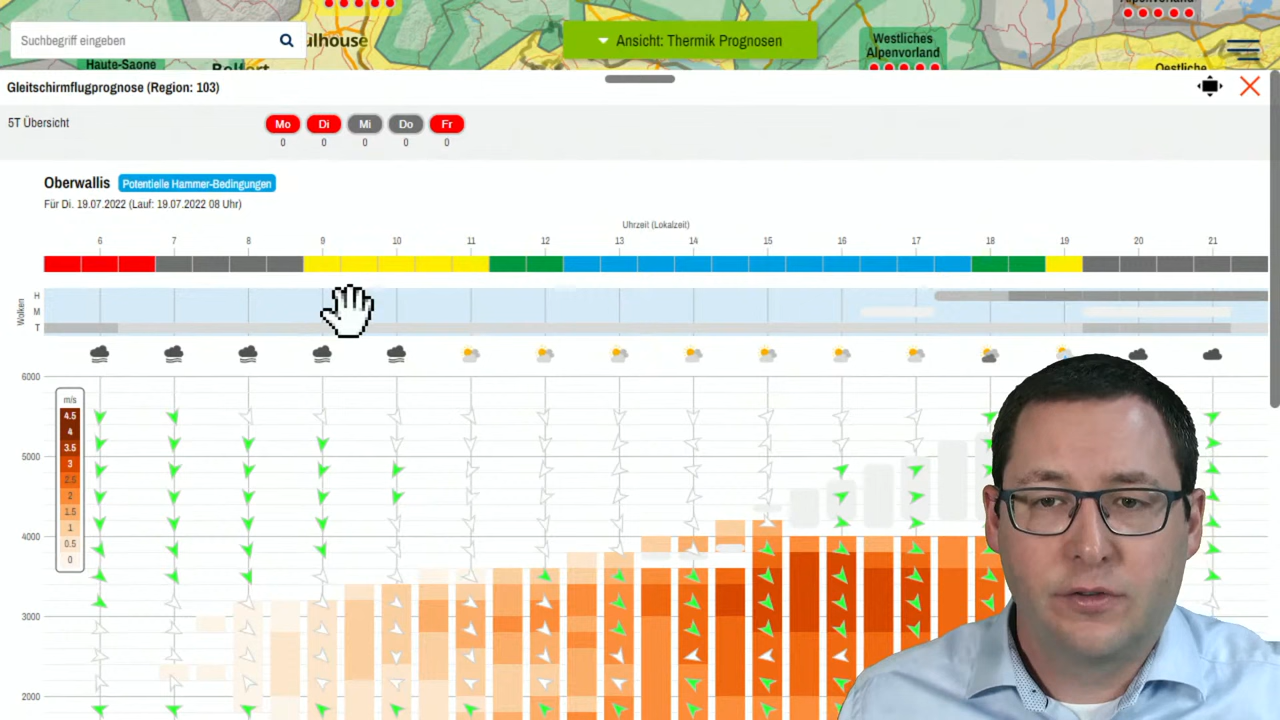 Suchbegriff eingeben
ulhouse
Haute-Saone
Belfort
Ansicht: Thermik Prognosen
Westliches
Alpenvorland
Alpenvorland
Oestliche
Gleitschirmflugprognose (Region: 103)
5T Übersicht
Mo Di Mi Do Fr
0 0 0 0 0
Oberwallis Potentielle Hammer-Bedingungen
Für Di. 19.07.2022 (Lauf: 19.07.2022 08 Uhr)
Uhrzeit (Lokalzeit)
6 7 8 9 10 11 12 13 14 15 16 17 18 19 20 21
Wolken
H
M
T
6000
5000
4000
3000
2000
m/s
4.5
4
3.5
3
2.5
2
1.5
1
0.5
0